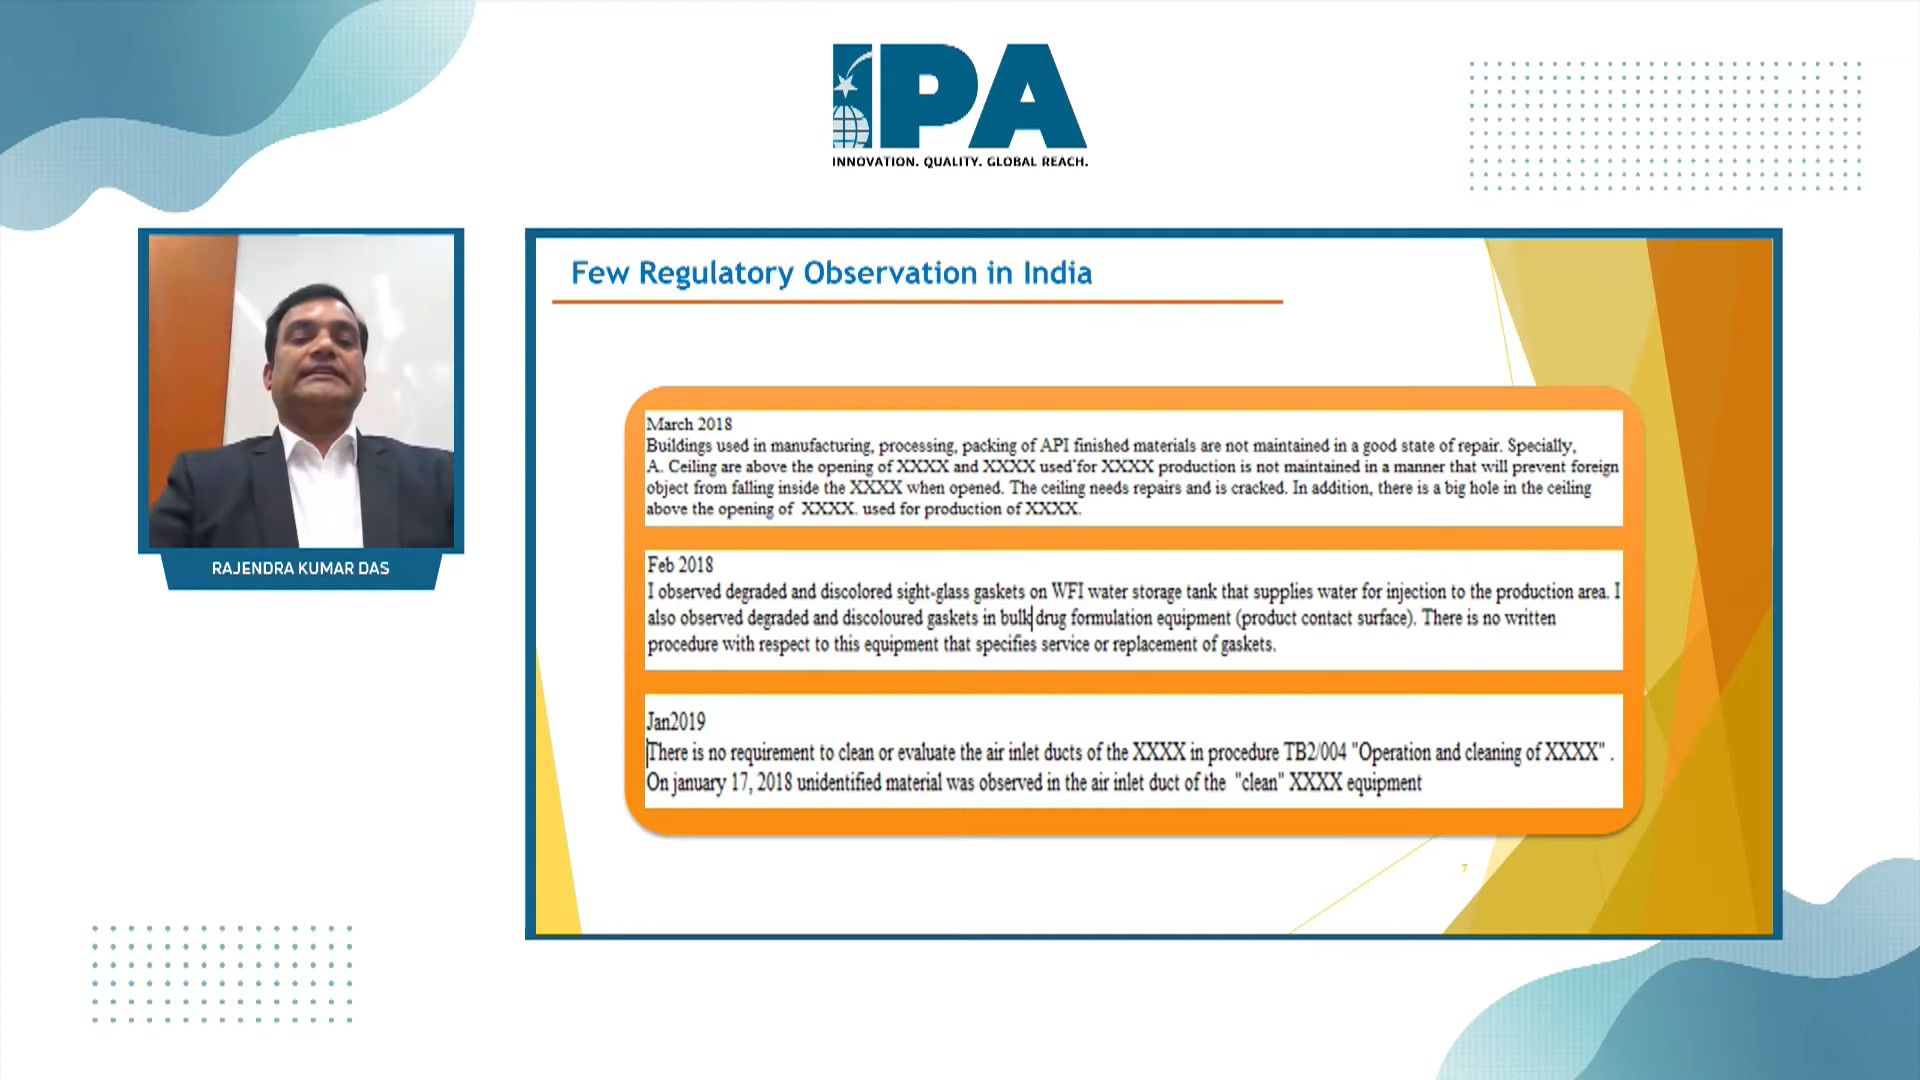 IPA
INNOVATION. QUALITY. GLOBAL REACH.
RAJENDRA KUMAR DAS
Few Regulatory Observation in India
March 2018
Buildings used in manufacturing, processing, packing of API finished materials are not maintained in a good state of repair. Specially,
A. Ceiling are above the opening of XXXX and XXXX used for XXXX production is not maintained in a manner that will prevent foreign
object from falling inside the XXXX when opened. The ceiling needs repairs and is cracked. In addition, there is a big hole in the ceiling
above the opening of XXXX. used for production of XXXX.
Feb 2018
I observed degraded and discolored sight-glass gaskets on WFI water storage tank that supplies water for injection to the production area. I
also observed degraded and discoloured gaskets in bulk drug formulation equipment (product contact surface). There is no written
procedure with respect to this equipment that specifies service or replacement of gaskets.
Jan2019
There is no requirement to clean or evaluate the air inlet ducts of the XXXX in procedure TB2/004 "Operation and cleaning of XXXX" .
On january 17, 2018 unidentified material was observed in the air inlet duct of the "clean" XXXX equipment
7